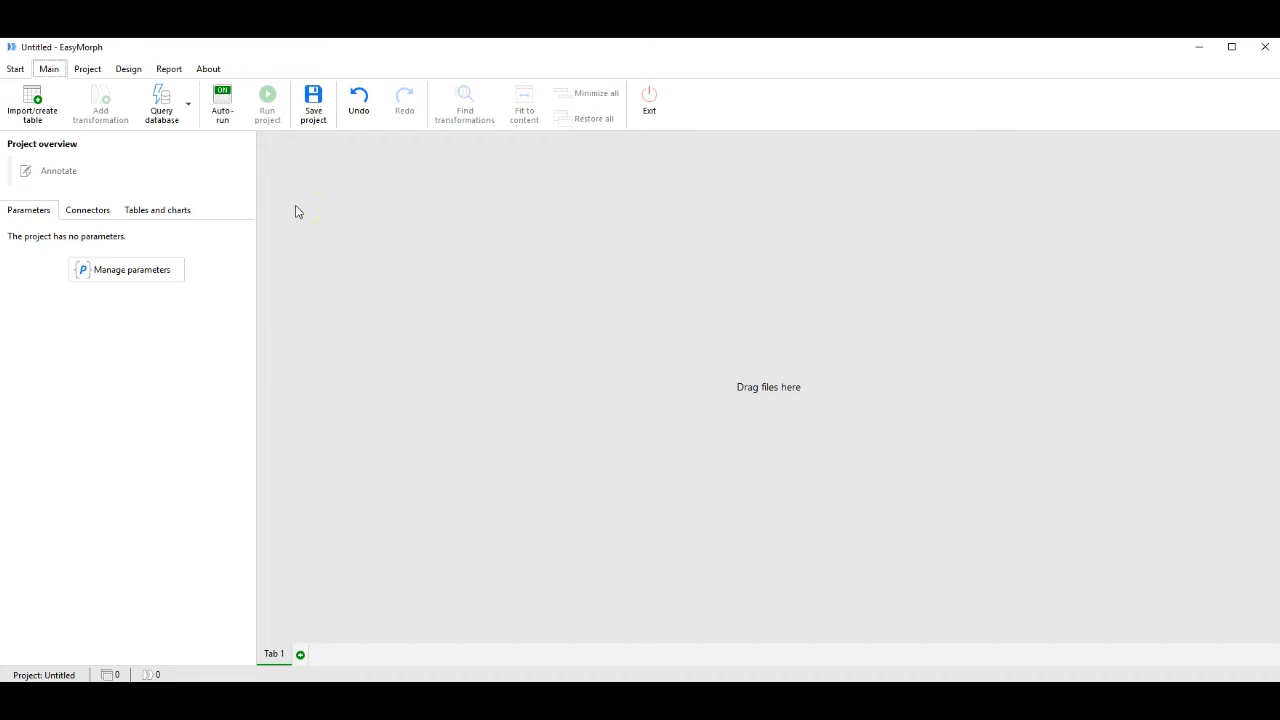 Untitled - EasyMorph
Start Main Project Design Report About
Import/create
table
Add
transformation
Query
database
ON
Auto-
run
Run
project
Save
project
Undo
Redo
Find
transformations
Fit to
content
Minimize all
Restore all
Exit
Project overview
Annotate
Parameters Connectors Tables and charts
The project has no parameters.
P Manage parameters
Drag files here
Tab 1
Project: Untitled 0 0